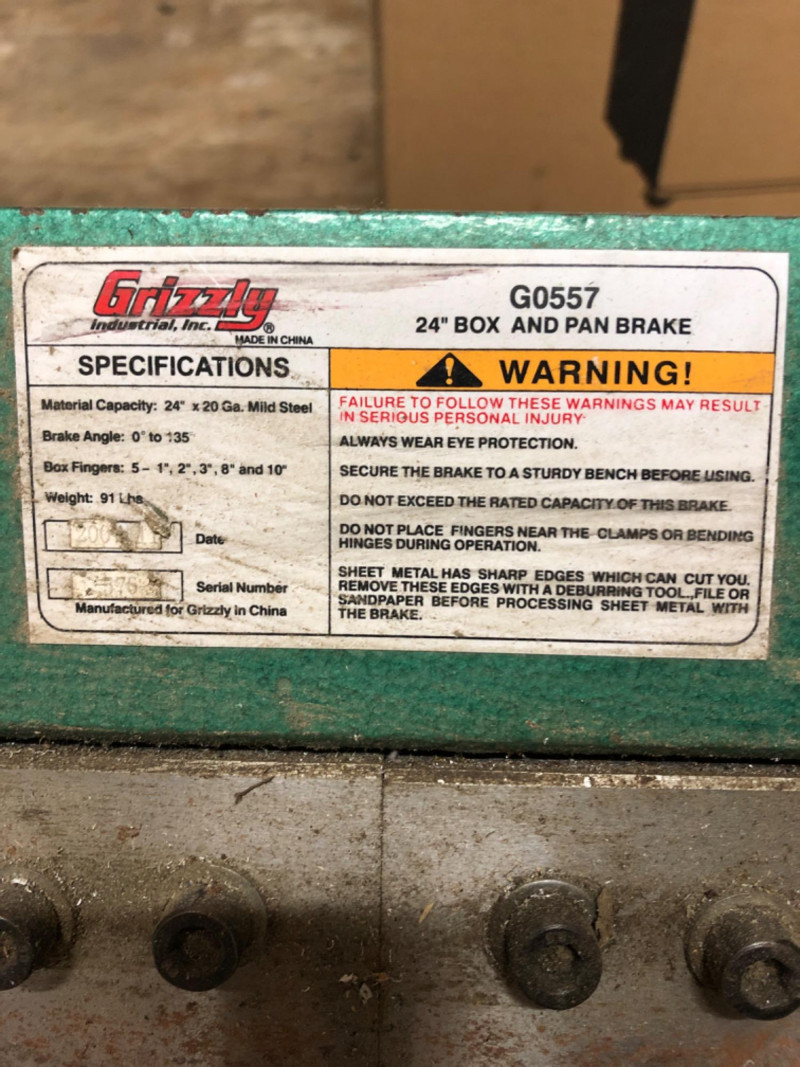 Grizzly
Industrial, Inc. ®
MADE IN CHINA
G0557
24" BOX AND PAN BRAKE
SPECIFICATIONS
Material Capacity: 24" x 20 Ga. Mild Steel
Brake Angle: 0° to 135
Box Fingers: 5 – 1", 2", 3", 8" and 10"
Weight: 91 Lbs
Date
Serial Number
Manufactured for Grizzly in China
WARNING!
FAILURE TO FOLLOW THESE WARNINGS MAY RESULT
IN SERIOUS PERSONAL INJURY
ALWAYS WEAR EYE PROTECTION.
SECURE THE BRAKE TO A STURDY BENCH BEFORE USING.
DO NOT EXCEED THE RATED CAPACITY OF THIS BRAKE.
DO NOT PLACE FINGERS NEAR THE CLAMPS OR BENDING
HINGES DURING OPERATION.
SHEET METAL HAS SHARP EDGES WHICH CAN CUT YOU.
REMOVE THESE EDGES WITH A DEBURRING TOOL.,FILE OR
SANDPAPER BEFORE PROCESSING SHEET METAL WITH
THE BRAKE.